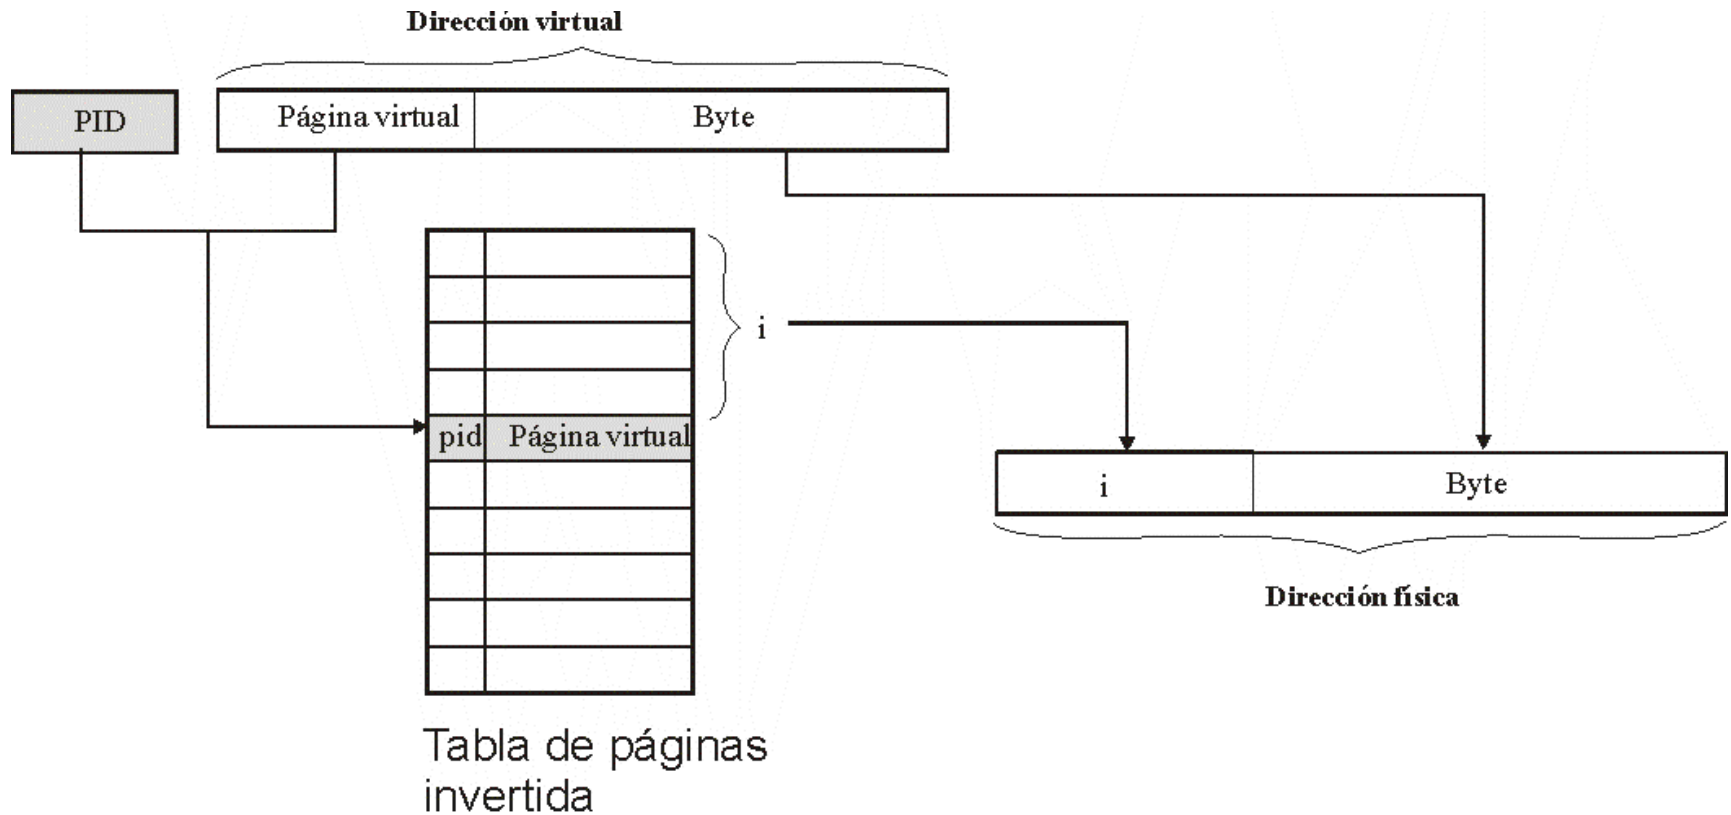 Dirección virtual
PID
Página virtual
Byte
i
pid
Página virtual
i
Byte
Dirección física
Tabla de páginas
invertida